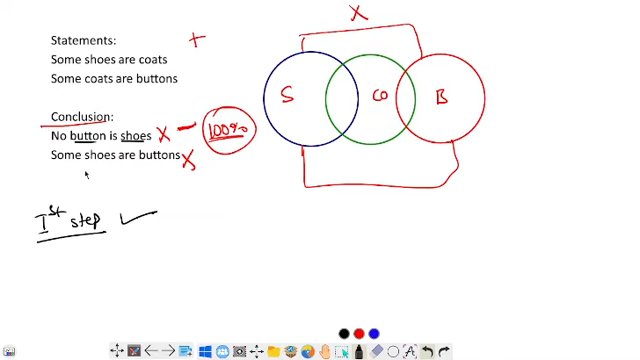 Statements:
+
Some shoes are coats
Some coats are buttons
Conclusion:
No button is shoes X - 100%
Some shoes are buttons X
Ist step ✓
X
S
CO
B
A